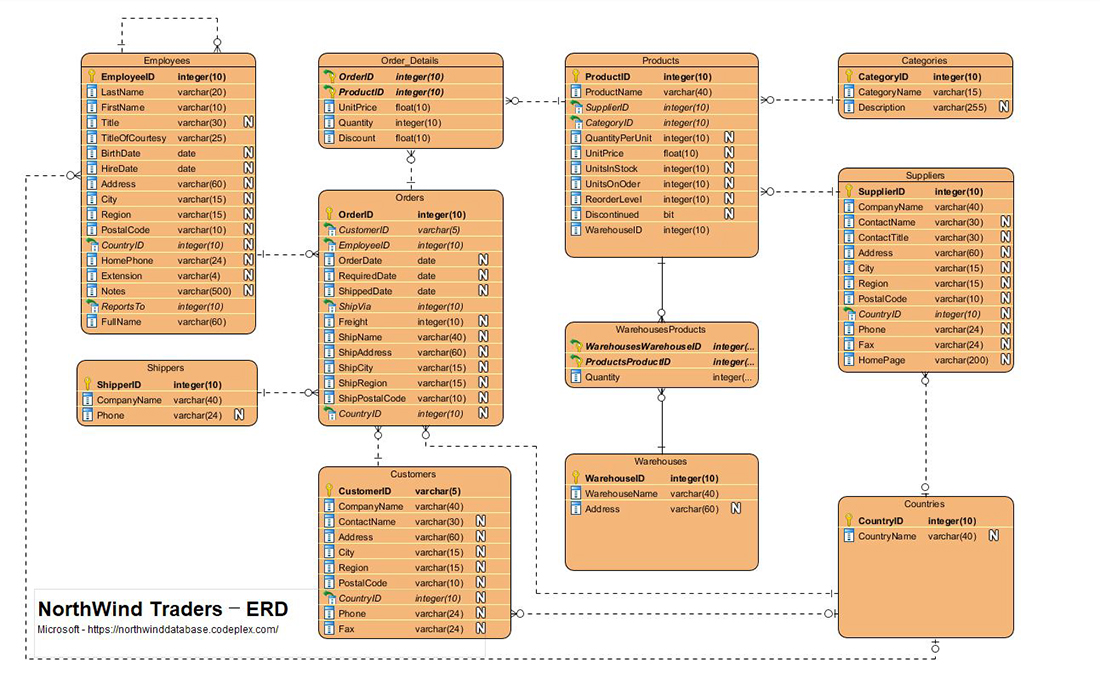 Employees
EmployeeID integer(10)
LastName varchar(20)
FirstName varchar(10)
Title varchar(30) N
TitleOfCourtesy varchar(25)
BirthDate date N
HireDate date N
Address varchar(60) N
City varchar(15) N
Region varchar(15) N
PostalCode varchar(10) N
CountryID integer(10) N
HomePhone varchar(24) N
Extension varchar(4) N
Notes varchar(500) N
ReportsTo integer(10)
FullName varchar(60)
Shippers
ShipperID integer(10)
CompanyName varchar(40)
Phone varchar(24) N
Order_Details
OrderID integer(10)
ProductID integer(10)
UnitPrice float(10)
Quantity integer(10)
Discount float(10)
Orders
OrderID integer(10)
CustomerID varchar(5)
EmployeeID integer(10)
OrderDate date N
RequiredDate date N
ShippedDate date N
ShipVia integer(10)
Freight integer(10) N
ShipName varchar(40) N
ShipAddress varchar(60) N
ShipCity varchar(15) N
ShipRegion varchar(15) N
ShipPostalCode varchar(10) N
CountryID integer(10) N
Customers
CustomerID varchar(5)
CompanyName varchar(40)
ContactName varchar(30) N
Address varchar(60) N
City varchar(15) N
Region varchar(15) N
PostalCode varchar(10) N
CountryID integer(10) N
Phone varchar(24) N
Fax varchar(24) N
Products
ProductID integer(10)
ProductName varchar(40)
SupplierID integer(10)
CategoryID integer(10)
QuantityPerUnit integer(10) N
UnitPrice float(10) N
UnitsInStock integer(10) N
UnitsOnOder integer(10) N
ReorderLevel integer(10) N
Discontinued bit N
WarehouseID integer(10)
WarehousesProducts
WarehousesWarehouseID integer(...
ProductsProductID integer(...
Quantity integer(...
Warehouses
WarehouseID integer(10)
WarehouseName varchar(40)
Address varchar(60) N
Categories
CategoryID integer(10)
CategoryName varchar(15)
Description varchar(255) N
Suppliers
SupplierID integer(10)
CompanyName varchar(40)
ContactName varchar(30) N
ContactTitle varchar(30) N
Address varchar(60) N
City varchar(15) N
Region varchar(15) N
PostalCode varchar(10) N
CountryID integer(10) N
Phone varchar(24) N
Fax varchar(24) N
HomePage varchar(200) N
Countries
CountryID integer(10)
CountryName varchar(40) N
NorthWind Traders – ERD
Microsoft - https://northwinddatabase.codeplex.com/